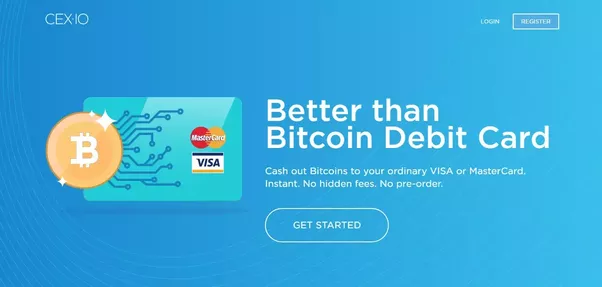 CEX.IO
LOGIN
REGISTER
Better than
Bitcoin Debit Card
MasterCard
VISA
Cash out Bitcoins to your ordinary VISA or MasterCard.
Instant. No hidden fees. No pre-order.
GET STARTED